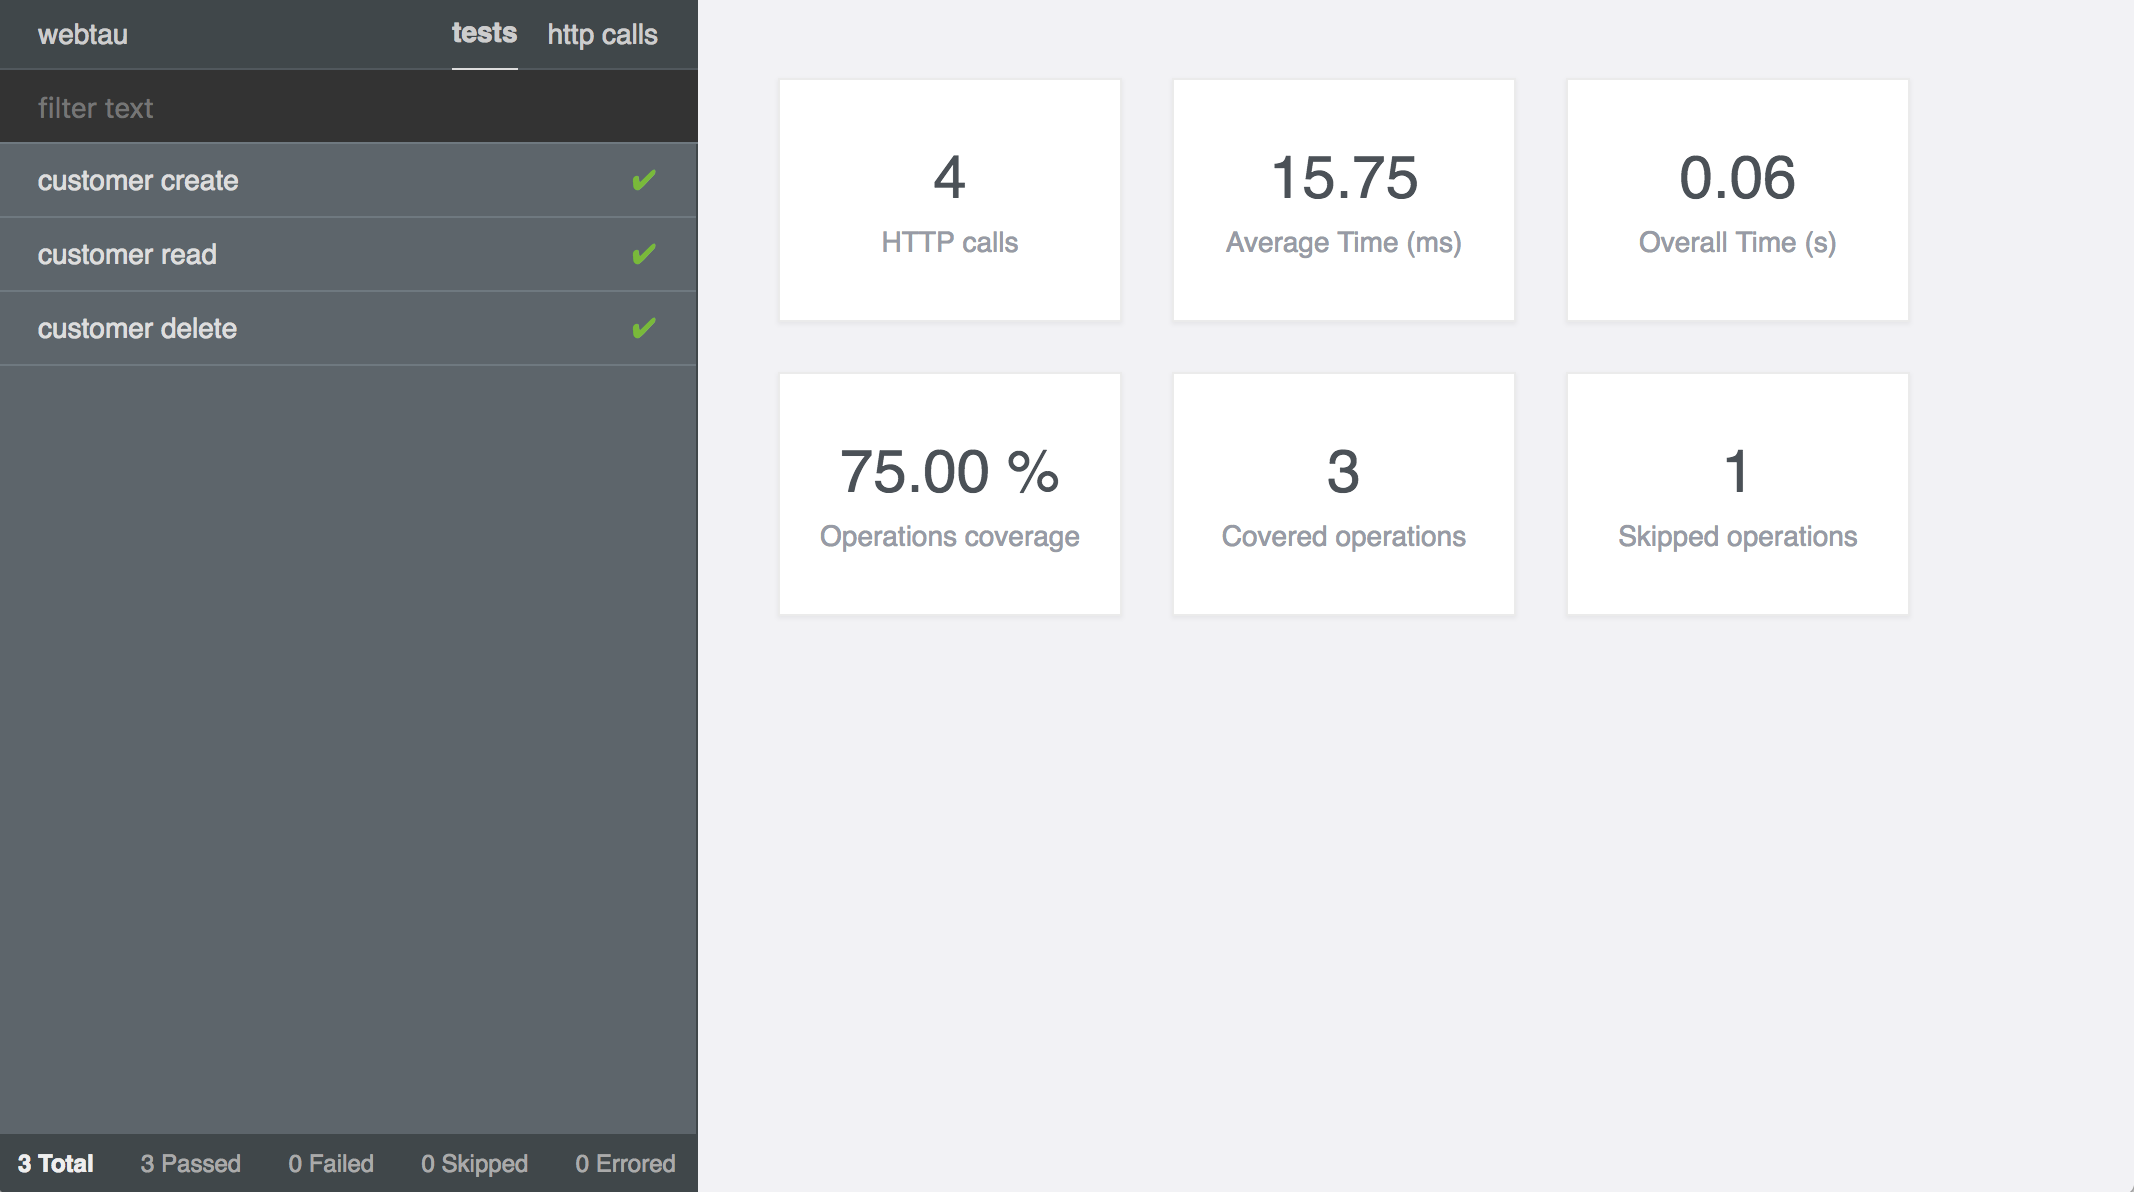 webtau tests http calls
filter text
customer create ✔
customer read ✔
customer delete ✔
3 Total 3 Passed 0 Failed 0 Skipped 0 Errored
4
HTTP calls
15.75
Average Time (ms)
0.06
Overall Time (s)
75.00 %
Operations coverage
3
Covered operations
1
Skipped operations